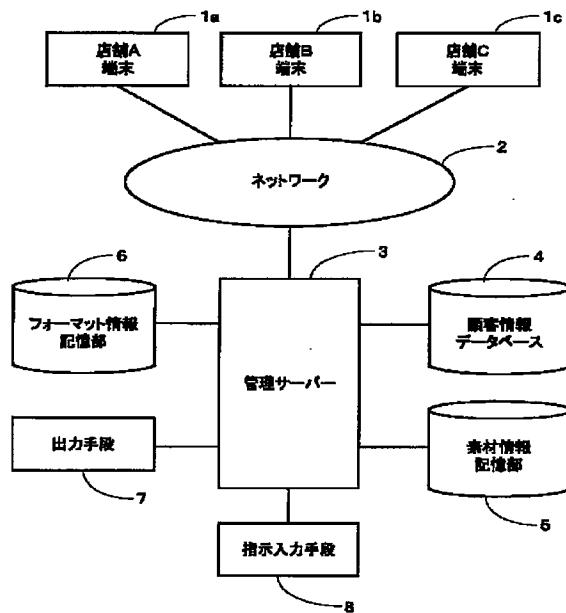 1a
1b
1c
店舗A
端末
店舗B
端末
店舗C
端末
2
ネットワーク
6
3
4
フォーマット情報
記憶部
管理サーバー
顧客情報
データベース
出力手段
7
素材情報
記憶部
5
指示入力手段
8